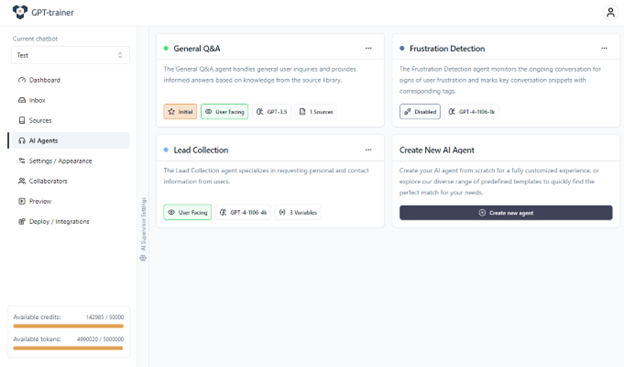 GPT-trainer
Current chatbot
Test
Dashboard
Inbox
Sources
AI Agents
Settings / Appearance
Collaborators
Preview
Deploy / Integrations
Available credits: 142985 / 50000
Available tokens: 4990020 / 5000000
AI Supervisor Settings
General Q&A
The General Q&A agent handles general user inquiries and provides
informed answers based on knowledge from the source library.
Initial
User Facing
GPT-3.5
1 Sources
Frustration Detection
The Frustration Detection agent monitors the ongoing conversation for
signs of user frustration and marks key conversation snippets with
corresponding tags.
Disabled
GPT-4-1106-1k
Lead Collection
The Lead Collection agent specializes in requesting personal and contact
information from users.
User Facing
GPT-4-1106-4k
3 Variables
Create New AI Agent
Create your AI agent from scratch for a fully customized experience, or
explore our diverse range of predefined templates to quickly find the
perfect match for your needs.
Create new agent